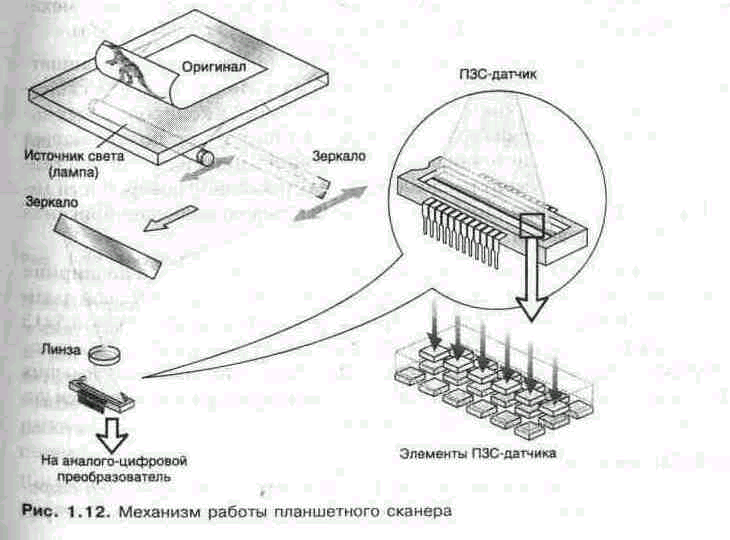 Оригинал
ПЗС-датчик
Источник света
(лампа)
Зеркало
Зеркало
Линза
На аналого-цифровой
преобразователь
Элементы ПЗС-датчика
Рис. 1.12. Механизм работы планшетного сканера